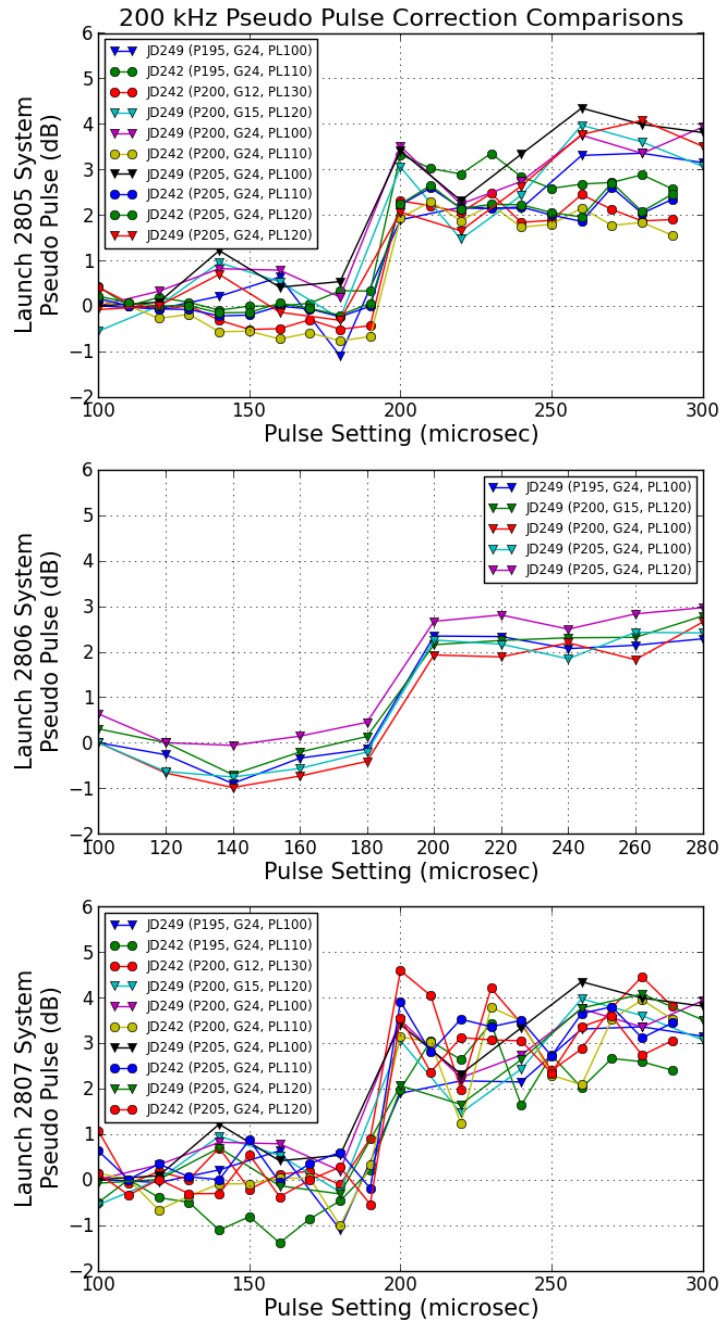 200 kHz Pseudo Pulse Correction Comparisons
6
5
4
3
2
1
0
−1
−2
Launch 2805 System
Pseudo Pulse (dB)
JD249 (P195, G24, PL100)
JD242 (P195, G24, PL110)
JD242 (P200, G12, PL130)
JD249 (P200, G15, PL120)
JD249 (P200, G24, PL100)
JD242 (P200, G24, PL110)
JD249 (P205, G24, PL100)
JD242 (P205, G24, PL110)
JD242 (P205, G24, PL120)
JD249 (P205, G24, PL120)
100 150 200 250 300
Pulse Setting (microsec)
6
5
4
3
2
1
0
−1
−2
Launch 2806 System
Pseudo Pulse (dB)
JD249 (P195, G24, PL100)
JD249 (P200, G15, PL120)
JD249 (P200, G24, PL100)
JD249 (P205, G24, PL100)
JD249 (P205, G24, PL120)
100 120 140 160 180 200 220 240 260 280
Pulse Setting (microsec)
6
5
4
3
2
1
0
−1
−2
Launch 2807 System
Pseudo Pulse (dB)
JD249 (P195, G24, PL100)
JD242 (P195, G24, PL110)
JD242 (P200, G12, PL130)
JD249 (P200, G15, PL120)
JD249 (P200, G24, PL100)
JD242 (P200, G24, PL110)
JD249 (P205, G24, PL100)
JD242 (P205, G24, PL110)
JD249 (P205, G24, PL120)
JD242 (P205, G24, PL120)
100 150 200 250 300
Pulse Setting (microsec)